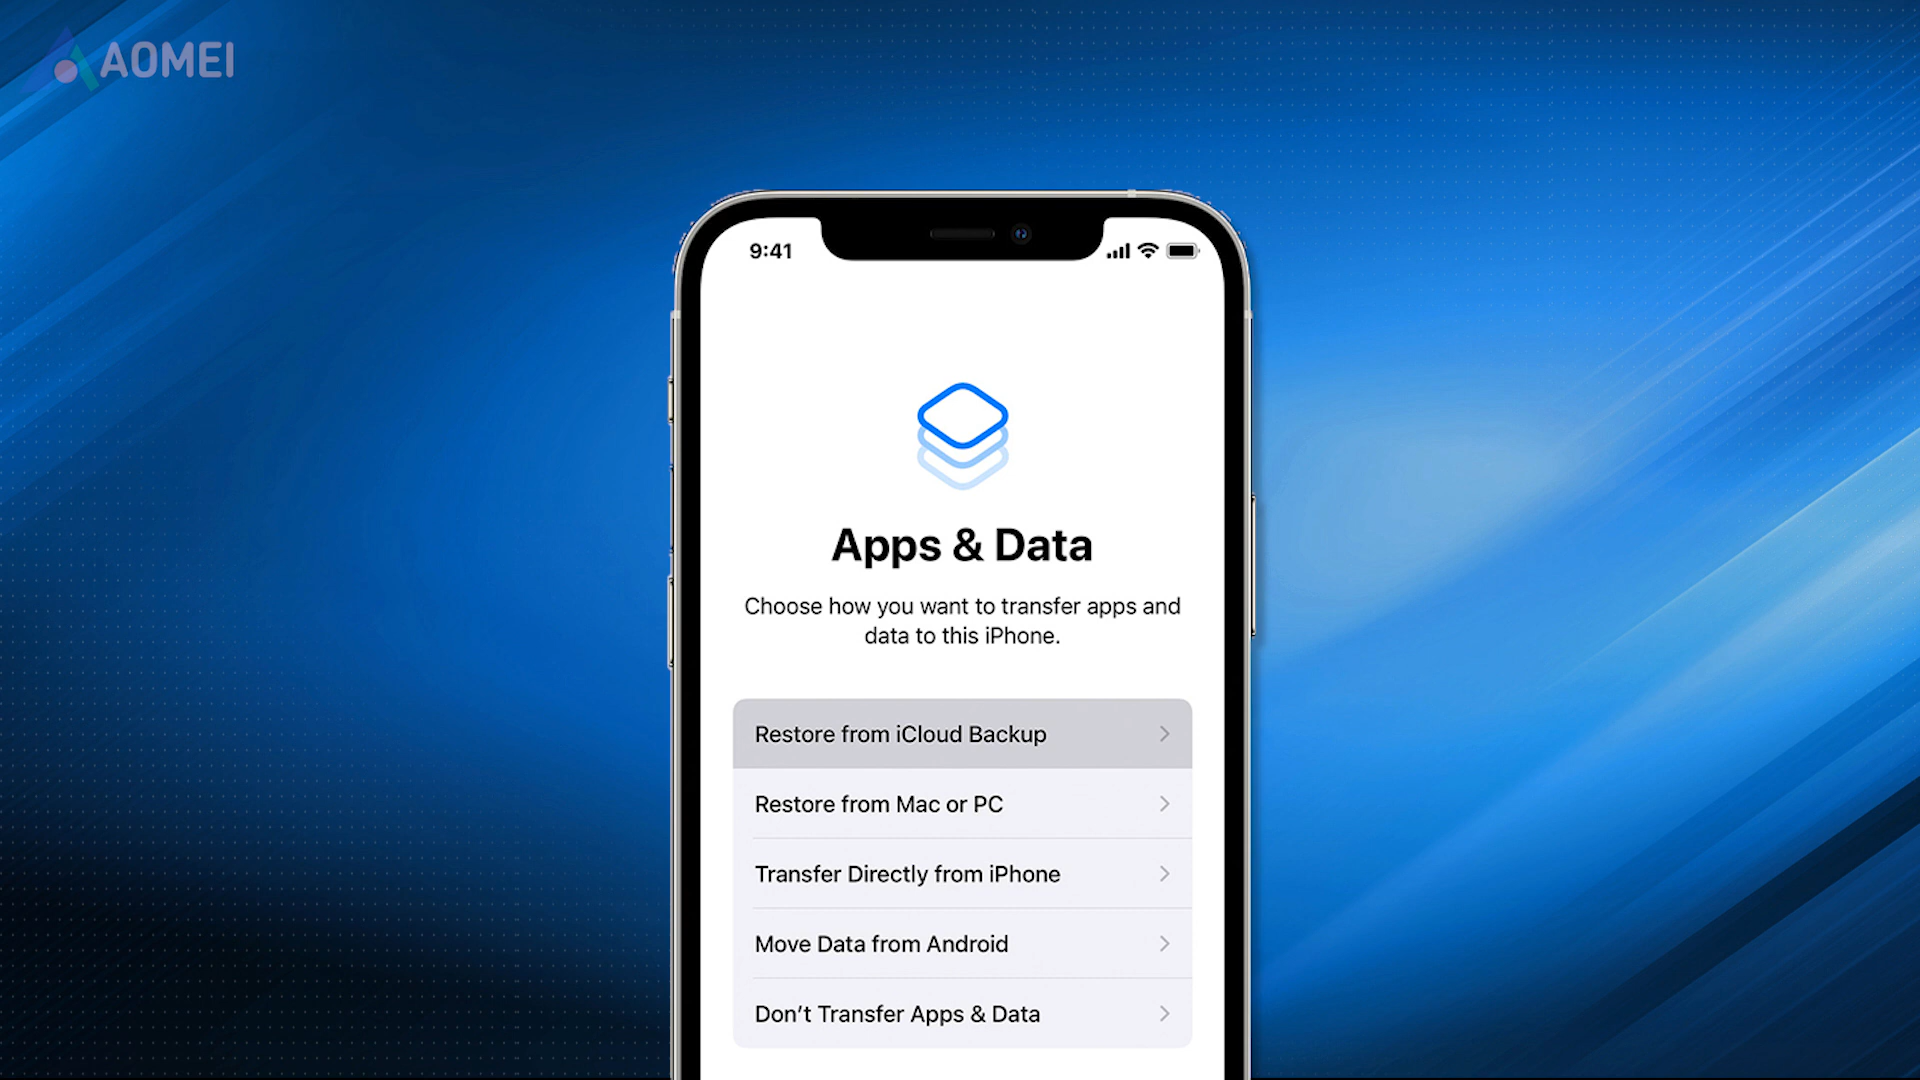 AOMEI
9:41
Apps & Data
Choose how you want to transfer apps and
data to this iPhone.
Restore from iCloud Backup
Restore from Mac or PC
Transfer Directly from iPhone
Move Data from Android
Don’t Transfer Apps & Data